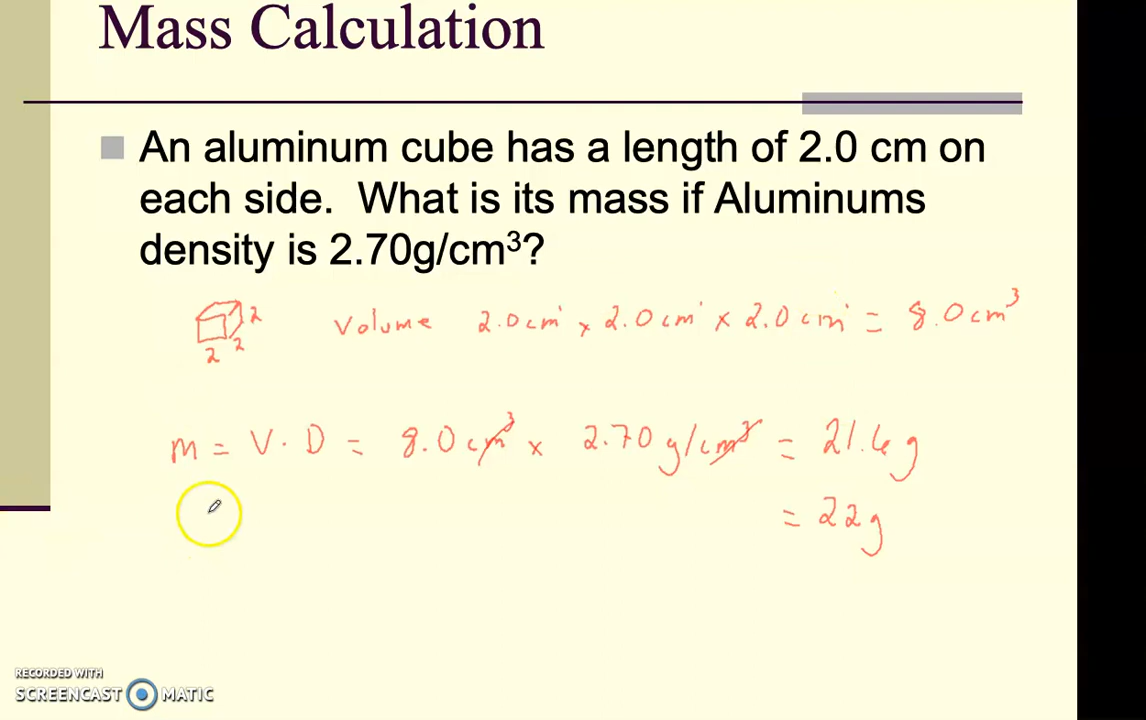 Mass Calculation
An aluminum cube has a length of 2.0 cm on
each side. What is its mass if Aluminums
density is 2.70g/cm³?
2
2
2
Volume 2.0cm x 2.0cm x 2.0cm = 8.0cm³
m = V · D = 8.0cm³ x 2.70g/cm³ = 21.6g
= 22g
RECORDED WITH
SCREENCAST MATIC